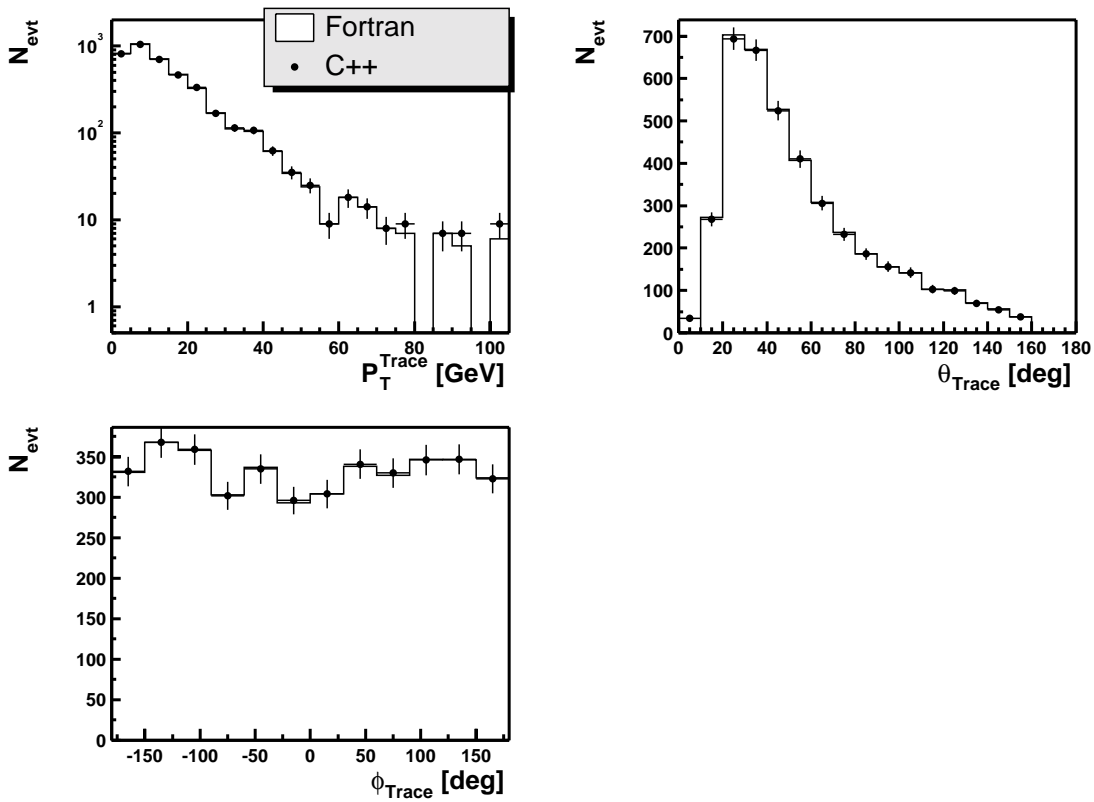 N_evt
Fortran
C++
10^3
10^2
10
1
0 20 40 60 80 100
P_T^Trace [GeV]
N_evt
700
600
500
400
300
200
100
0
0 20 40 60 80 100 120 140 160 180
θ_Trace [deg]
N_evt
350
300
250
200
150
100
50
0
-150 -100 -50 0 50 100 150
ϕ_Trace [deg]